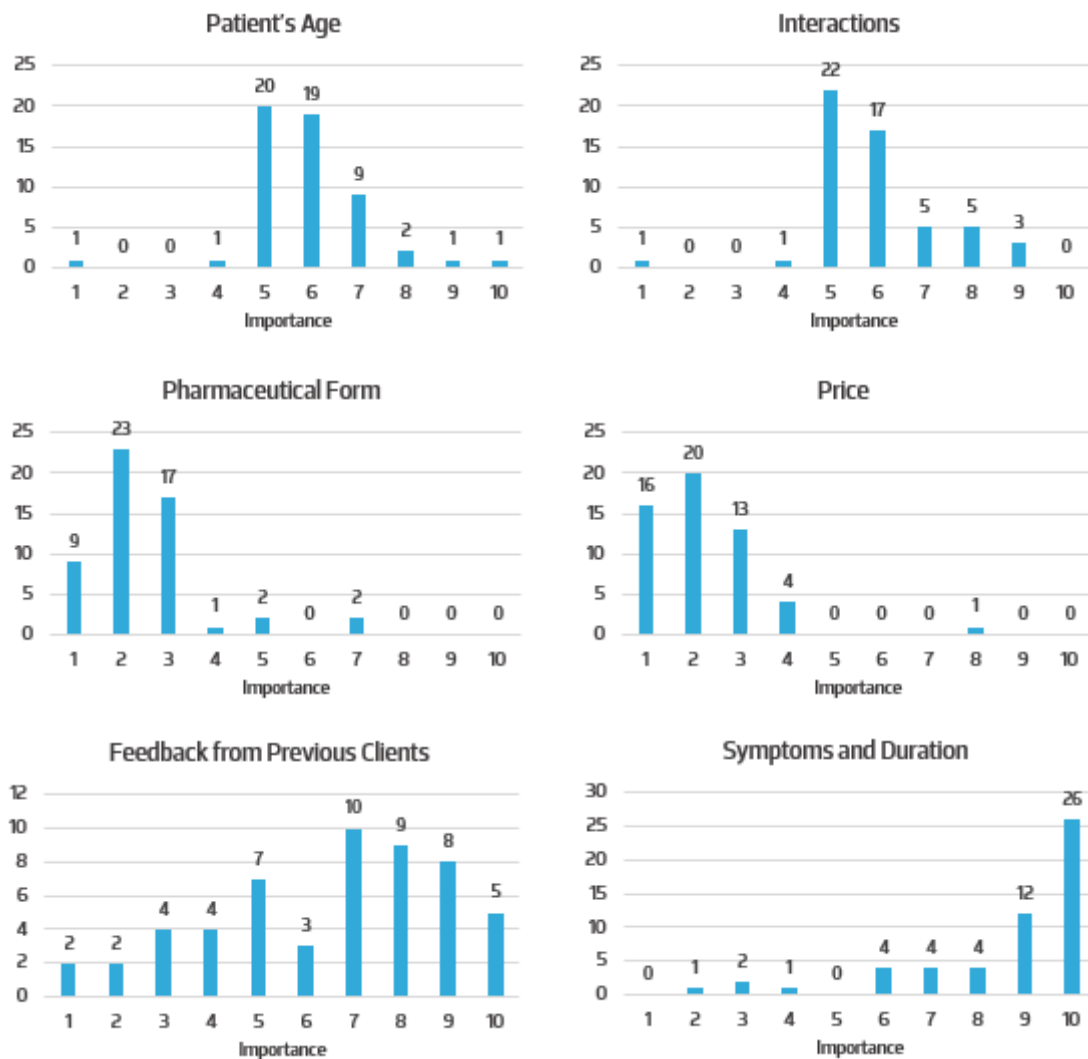 Patient's Age
25
20
15
10
5
0
1 0 0 1 20 19 9 2 1 1
1 2 3 4 5 6 7 8 9 10
Importance
Interactions
25
20
15
10
5
0
1 0 0 1 22 17 5 5 3 0
1 2 3 4 5 6 7 8 9 10
Importance
Pharmaceutical Form
25
20
15
10
5
0
9 23 17 1 2 0 2 0 0 0
1 2 3 4 5 6 7 8 9 10
Importance
Price
25
20
15
10
5
0
16 20 13 4 0 0 0 1 0 0
1 2 3 4 5 6 7 8 9 10
Importance
Feedback from Previous Clients
12
10
8
6
4
2
0
2 2 4 4 7 3 10 9 8 5
1 2 3 4 5 6 7 8 9 10
Importance
Symptoms and Duration
30
25
20
15
10
5
0
0 1 2 1 0 4 4 4 12 26
1 2 3 4 5 6 7 8 9 10
Importance